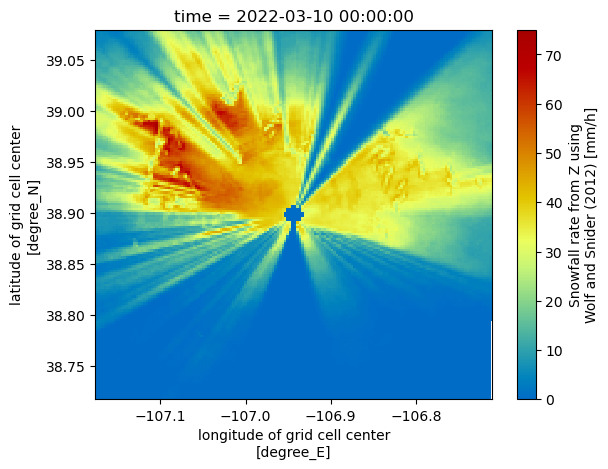 time = 2022-03-10 00:00:00
39.05
39.00
38.95
38.90
38.85
38.80
38.75
latitude of grid cell center
[degree_N]
−107.1
−107.0
−106.9
−106.8
longitude of grid cell center
[degree_E]
70
60
50
40
30
20
10
0
Snowfall rate from Z using
Wolf and Snider (2012) [mm/h]